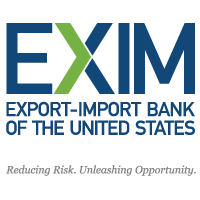 EXIM
EXPORT-IMPORT BANK
OF THE UNITED STATES
Reducing Risk. Unleashing Opportunity.